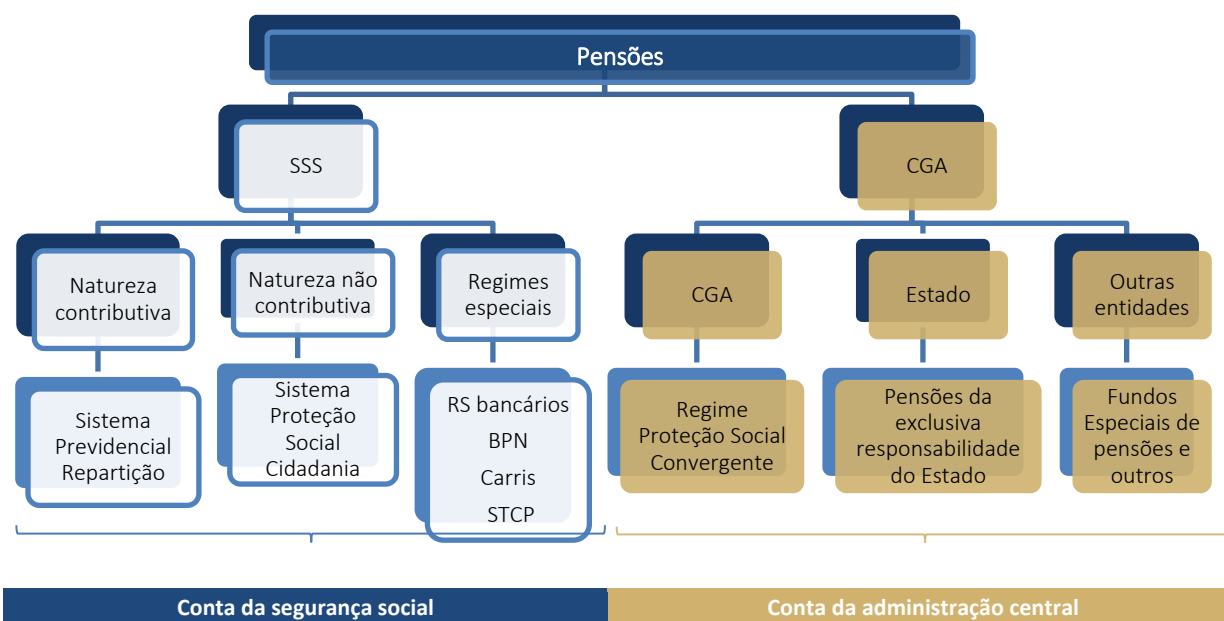 Pensões
SSS
CGA
Natureza
contributiva
Natureza não
contributiva
Regimes
especiais
CGA
Estado
Outras
entidades
Sistema
Previdencial
Repartição
Sistema
Proteção
Social
Cidadania
RS bancários
BPN
Carris
STCP
Regime
Proteção Social
Convergente
Pensões da
exclusiva
responsabilidade
do Estado
Fundos
Especiais de
pensões e
outros
Conta da segurança social
Conta da administração central